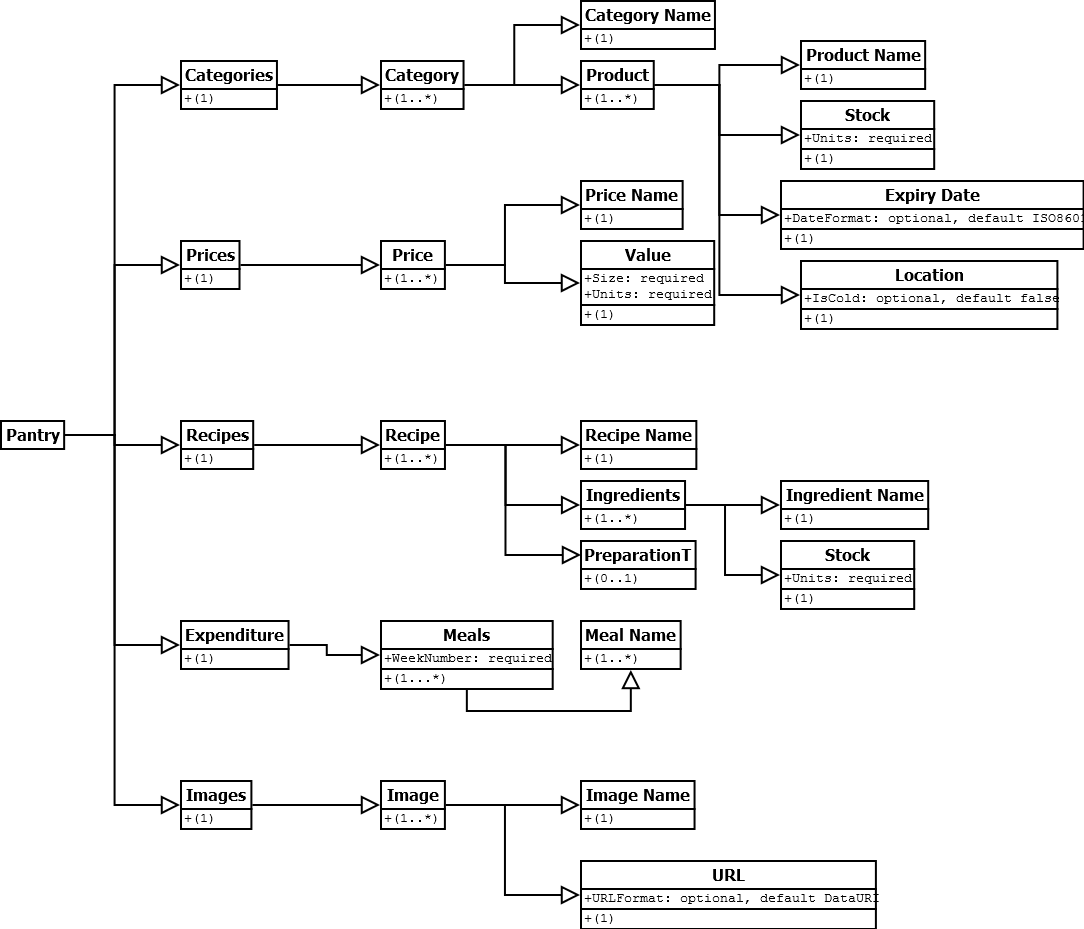 Category Name
+(1)
Categories
+(1)
Category
+(1..*)
Product
+(1..*)
Product Name
+(1)
Stock
+Units: required
+(1)
Expiry Date
+DateFormat: optional, default ISO8601
+(1)
Location
+IsCold: optional, default false
+(1)
Prices
+(1)
Price
+(1..*)
Price Name
+(1)
Value
+Size: required
+Units: required
+(1)
Pantry
Recipes
+(1)
Recipe
+(1..*)
Recipe Name
+(1)
Ingredients
+(1..*)
Ingredient Name
+(1)
Stock
+Units: required
+(1)
PreparationT
+(0..1)
Expenditure
+(1)
Meals
+WeekNumber: required
+(1...*)
Meal Name
+(1..*)
Images
+(1)
Image
+(1..*)
Image Name
+(1)
URL
+URLFormat: optional, default DataURI
+(1)